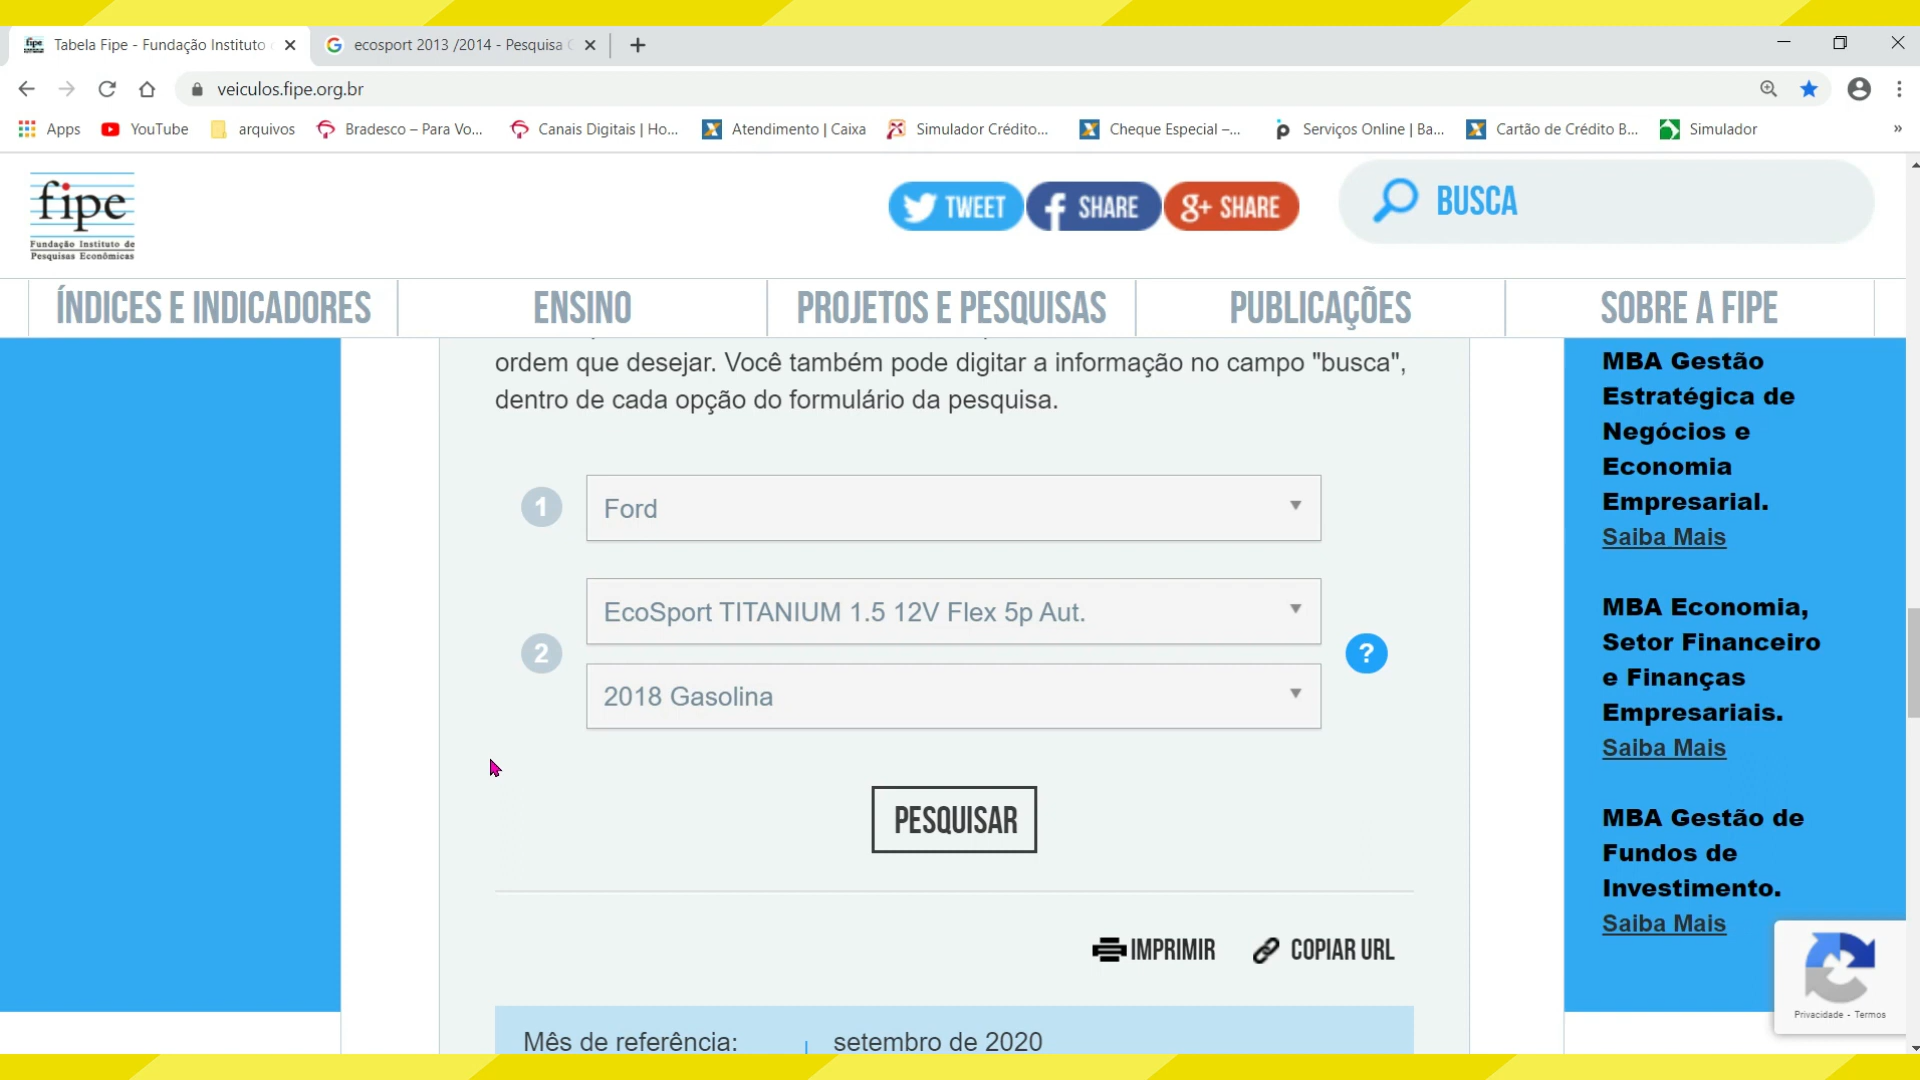 fipe Tabela Fipe - Fundação Instituto
ecosport 2013 /2014 - Pesquisa
veiculos.fipe.org.br
Apps
YouTube
arquivos
Bradesco – Para Vo...
Canais Digitais | Ho...
Atendimento | Caixa
Simulador Crédito...
Cheque Especial –...
Serviços Online | Ba...
Cartão de Crédito B...
Simulador
»
fipe
Fundação Instituto de
Pesquisas Econômicas
TWEET
f SHARE
g+ SHARE
BUSCA
ÍNDICES E INDICADORES
ENSINO
PROJETOS E PESQUISAS
PUBLICAÇÕES
SOBRE A FIPE
ordem que desejar. Você também pode digitar a informação no campo "busca",
dentro de cada opção do formulário da pesquisa.
1
Ford
2
EcoSport TITANIUM 1.5 12V Flex 5p Aut.
2018 Gasolina
?
PESQUISAR
IMPRIMIR
COPIAR URL
Mês de referência:
setembro de 2020
MBA Gestão
Estratégica de
Negócios e
Economia
Empresarial.
Saiba Mais
MBA Economia,
Setor Financeiro
e Finanças
Empresariais.
Saiba Mais
MBA Gestão de
Fundos de
Investimento.
Saiba Mais
Privacidade - Termos